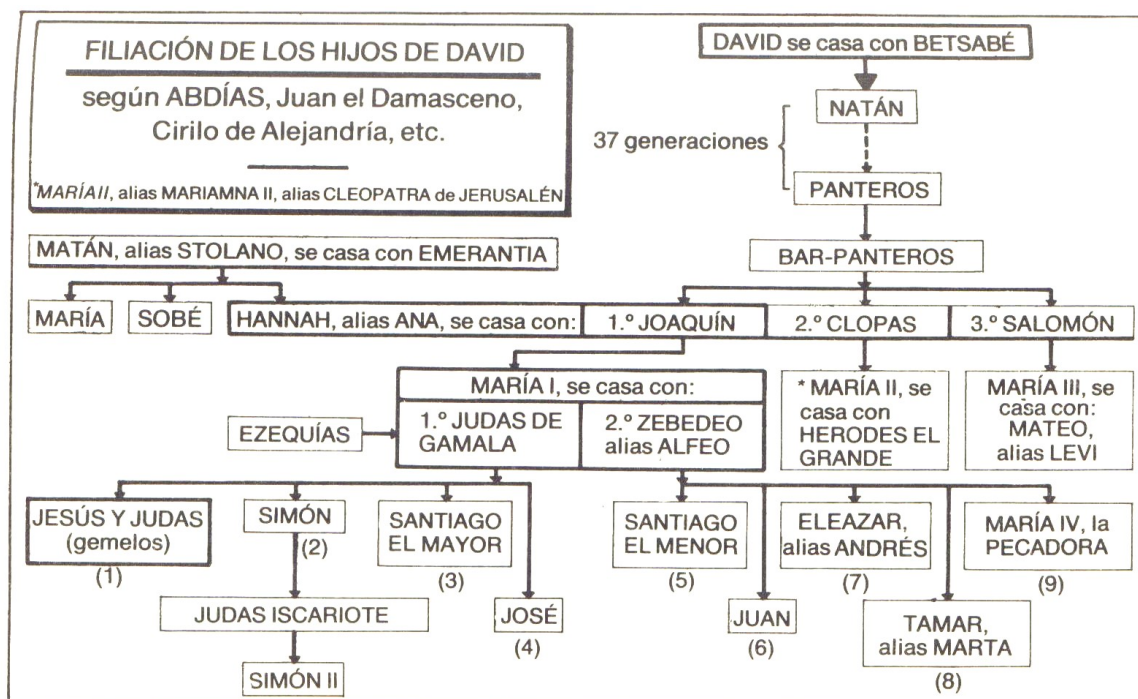 FILIACIÓN DE LOS HIJOS DE DAVID
según ABDÍAS, Juan el Damasceno,
Cirilo de Alejandría, etc.
*MARÍA II, alias MARIAMNA II, alias CLEOPATRA de JERUSALÉN
DAVID se casa con BETSABÉ
NATÁN
37 generaciones
PANTEROS
MATÁN, alias STOLANO, se casa con EMERANTIA
BAR-PANTEROS
MARÍA
SOBÉ
HANNAH, alias ANA, se casa con:
1.º JOAQUÍN
2.º CLOPAS
3.º SALOMÓN
MARÍA I, se casa con:
EZEQUÍAS
1.º JUDAS DE
GAMALA
2.º ZEBEDEO
alias ALFEO
* MARÍA II, se
casa con
HERODES EL
GRANDE
MARÍA III, se
casa con:
MATEO,
alias LEVI
JESÚS Y JUDAS
(gemelos)
(1)
SIMÓN
(2)
SANTIAGO
EL MAYOR
(3)
JOSÉ
(4)
SANTIAGO
EL MENOR
(5)
JUAN
(6)
ELEAZAR,
alias ANDRÉS
(7)
TAMAR,
alias MARTA
(8)
MARÍA IV, la
PECADORA
(9)
JUDAS ISCARIOTE
SIMÓN II